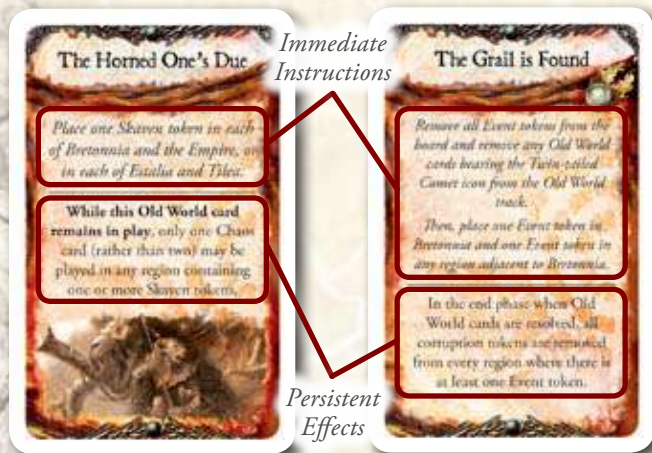 The Horned One's Due
Place one Skaven token in each
of Bretonnia and the Empire, or
in each of Estalia and Tilea.
While this Old World card
remains in play, only one Chaos
card (rather than two) may be
played in any region containing
one or more Skaven tokens.
Immediate
Instructions
Persistent
Effects
The Grail is Found
Remove all Event tokens from the
board and remove any Old World
cards bearing the Twin-tailed
Comet icon from the Old World
track.
Then, place one Event token in
Bretonnia and one Event token in
any region adjacent to Bretonnia.
In the end phase when Old
World cards are resolved, all
corruption tokens are removed
from every region where there is
at least one Event token.